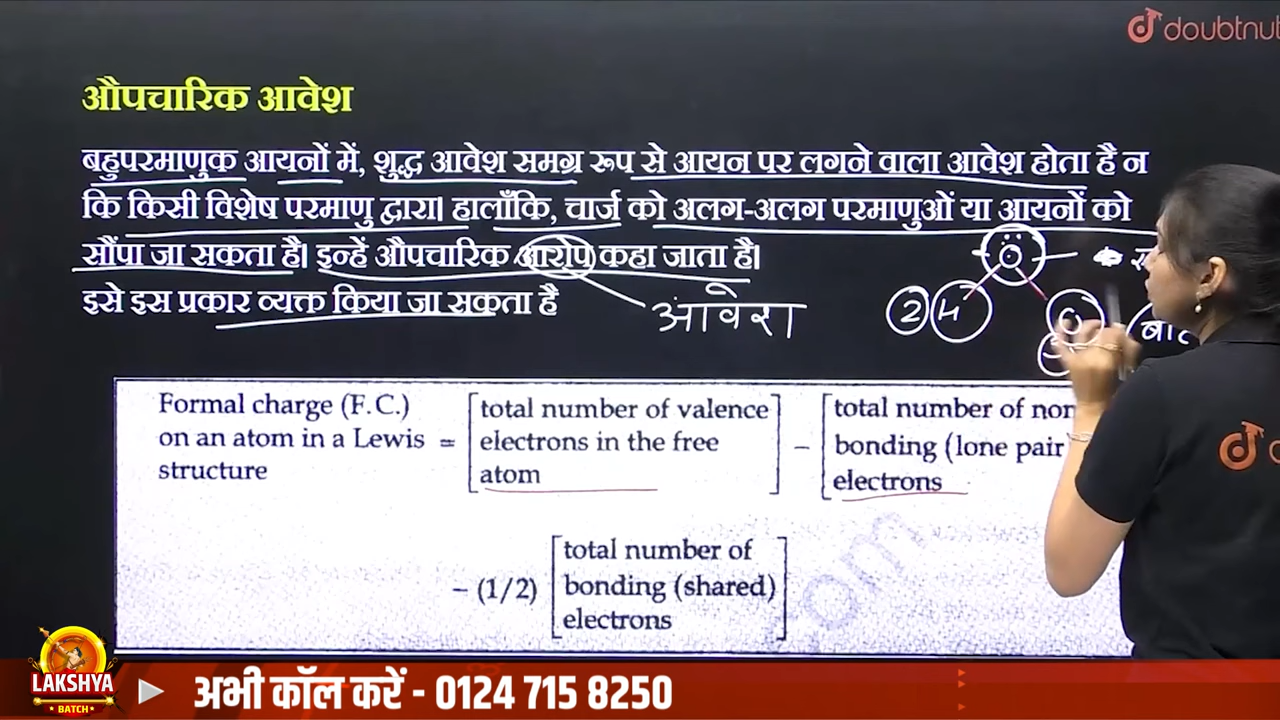 doubtnut
औपचारिक आवेश
बहुपरमाणुक आयनों में, शुद्ध आवेश समग्र रूप से आयन पर लगने वाला आवेश होता है न
कि किसी विशेष परमाणु द्वारा। हालाँकि, चार्ज को अलग-अलग परमाणुओं या आयनों को
सौंपा जा सकता है। इन्हें औपचारिक आरोप कहा जाता है।
इसे इस प्रकार व्यक्त किया जा सकता है
आवेश
Formal charge (F.C.)
on an atom in a Lewis =
structure
total number of valence
electrons in the free
atom
–
total number of
bonding (lone pair)
electrons
– (1/2)
total number of
bonding (shared)
electrons
LAKSHYA
BATCH
अभी कॉल करें - 0124 715 8250